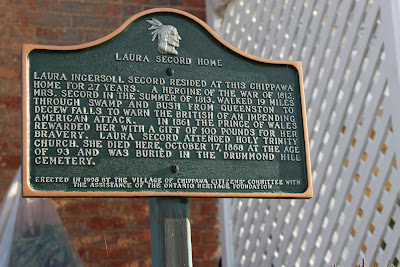 LAURA SECORD HOME
LAURA INGERSOLL SECORD RESIDED AT THIS CHIPPAWA
HOME FOR 27 YEARS. A HEROINE OF THE WAR OF 1812,
MRS. SECORD IN THE SUMMER OF 1813, WALKED 19 MILES
THROUGH SWAMP AND BUSH FROM QUEENSTON TO
DECEW FALLS TO WARN THE BRITISH OF AN IMPENDING
AMERICAN ATTACK. IN 1861 THE PRINCE OF WALES
REWARDED HER WITH A GIFT OF 100 POUNDS FOR HER
BRAVERY. LAURA SECORD ATTENDED HOLY TRINITY
CHURCH. SHE DIED HERE, OCTOBER 17, 1868 AT THE AGE
OF 93 AND WAS BURIED IN THE DRUMMOND HILL
CEMETERY.
ERECTED IN 1998 BY THE VILLAGE OF CHIPPAWA CITIZENS' COMMITTEE WITH
THE ASSISTANCE OF THE ONTARIO HERITAGE FOUNDATION